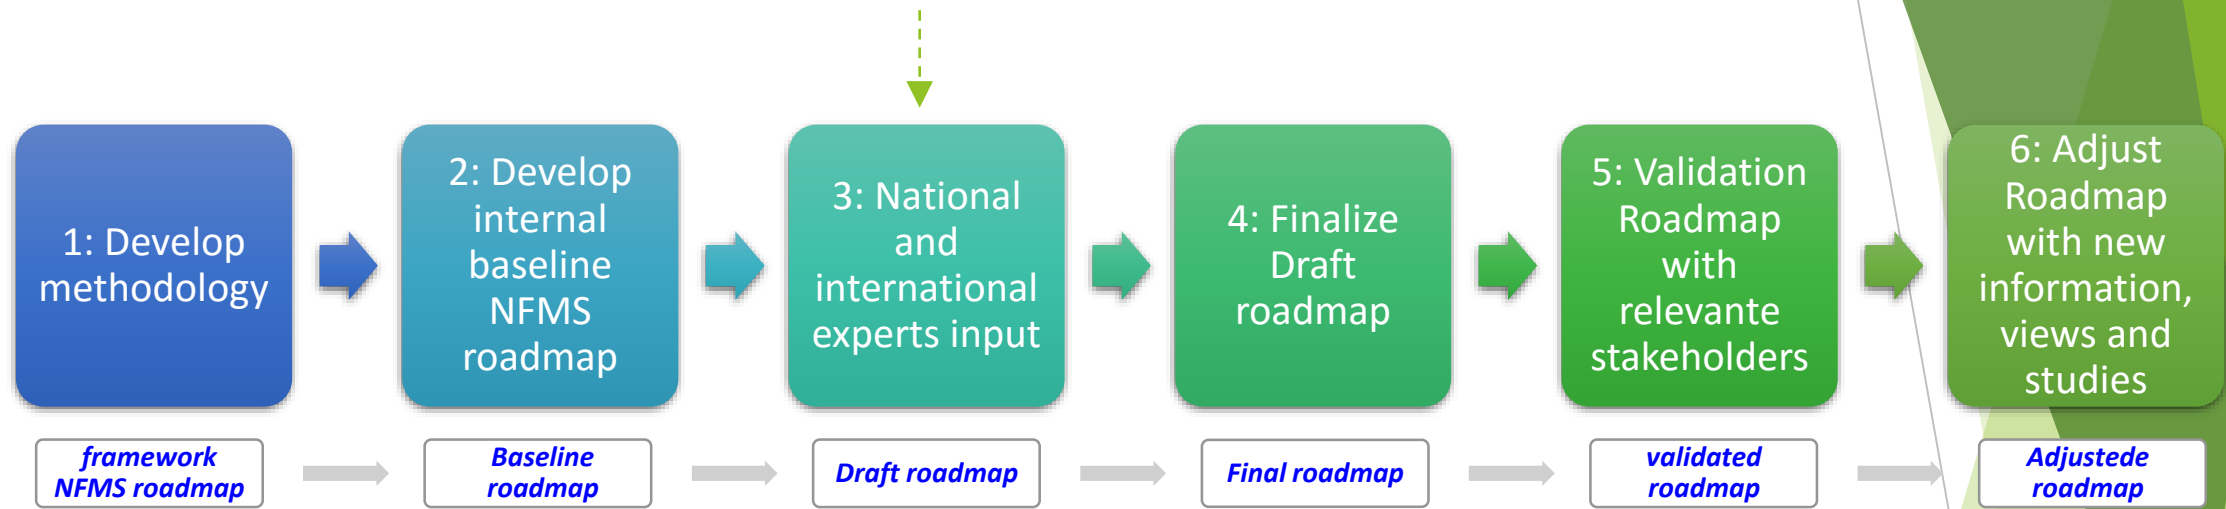 1: Develop
methodology
2: Develop
internal
baseline
NFMS
roadmap
3: National
and
international
experts input
4: Finalize
Draft
roadmap
5: Validation
Roadmap
with
relevante
stakeholders
6: Adjust
Roadmap
with new
information,
views and
studies
framework
NFMS roadmap
Baseline
roadmap
Draft roadmap
Final roadmap
validated
roadmap
Adjustede
roadmap